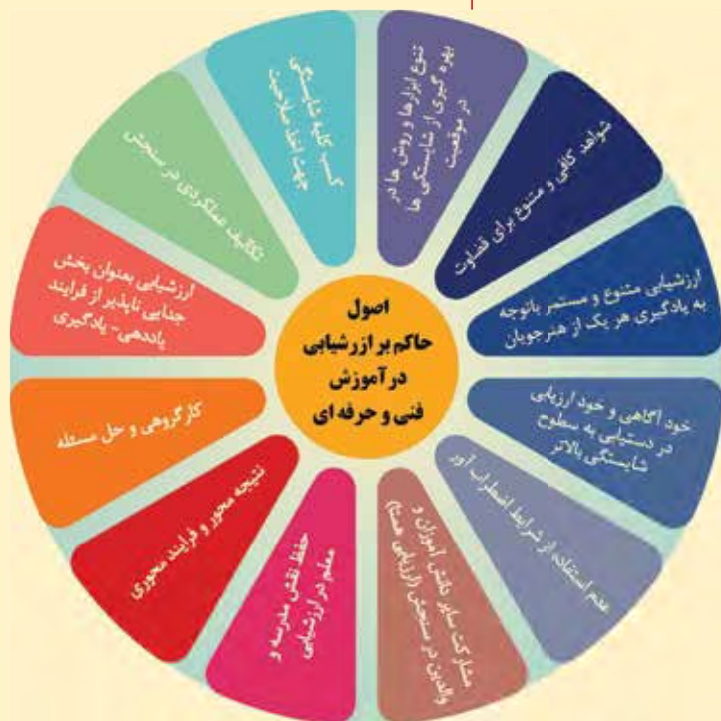 اصول
حاکم بر ارزشیابی
در آموزش
فنی و حرفه ای
تنوع ابزارها و روش ها در
بهره گیری از شایستگی ها
در موقعیت
شواهد کافی و متنوع برای قضاوت
ارزشیابی متنوع و مستمر باتوجه
به یادگیری هر یک از هنرجویان
خود آگاهی و خود ارزیابی
در دستیابی به سطوح
شایستگی بالاتر
عدم استفاده از شرایط اضطراب آور
مشارکت سایر دانش آموزان و
والدین در سنجش (ارزیابی همتا)
حفظ نقش مدرسه و
معلم در ارزشیابی
نتیجه محور و فرایند محوری
کارگروهی و حل مسئله
ارزشیابی بعنوان بخش
جدایی ناپذیر از فرایند
یاددهی- یادگیری
تکالیف عملکردی در سنجش
کسب کلیه شایستگی
جهت اخذ صلاحیت